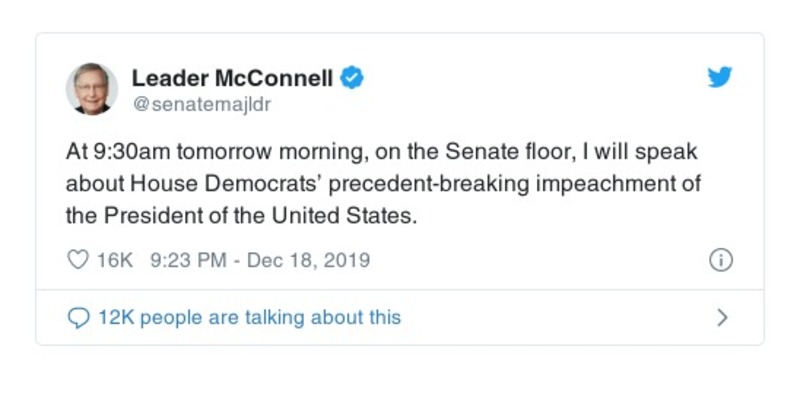 Leader McConnell
@senatemajldr
At 9:30am tomorrow morning, on the Senate floor, I will speak
about House Democrats’ precedent-breaking impeachment of
the President of the United States.
16K 9:23 PM - Dec 18, 2019
12K people are talking about this